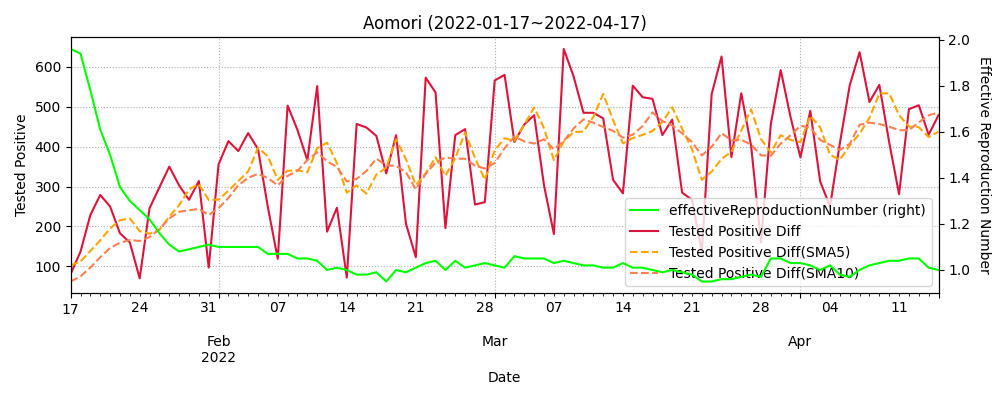 Aomori (2022-01-17~2022-04-17)
Tested Positive
600
500
400
300
200
100
2.0
1.8
1.6
1.4
1.2
1.0
Effective Reproduction Number
effectiveReproductionNumber (right)
Tested Positive Diff
Tested Positive Diff(SMA5)
Tested Positive Diff(SMA10)
17 24 31 07 14 21 28 07 14 21 28 04 11
Feb Mar Apr
2022
Date